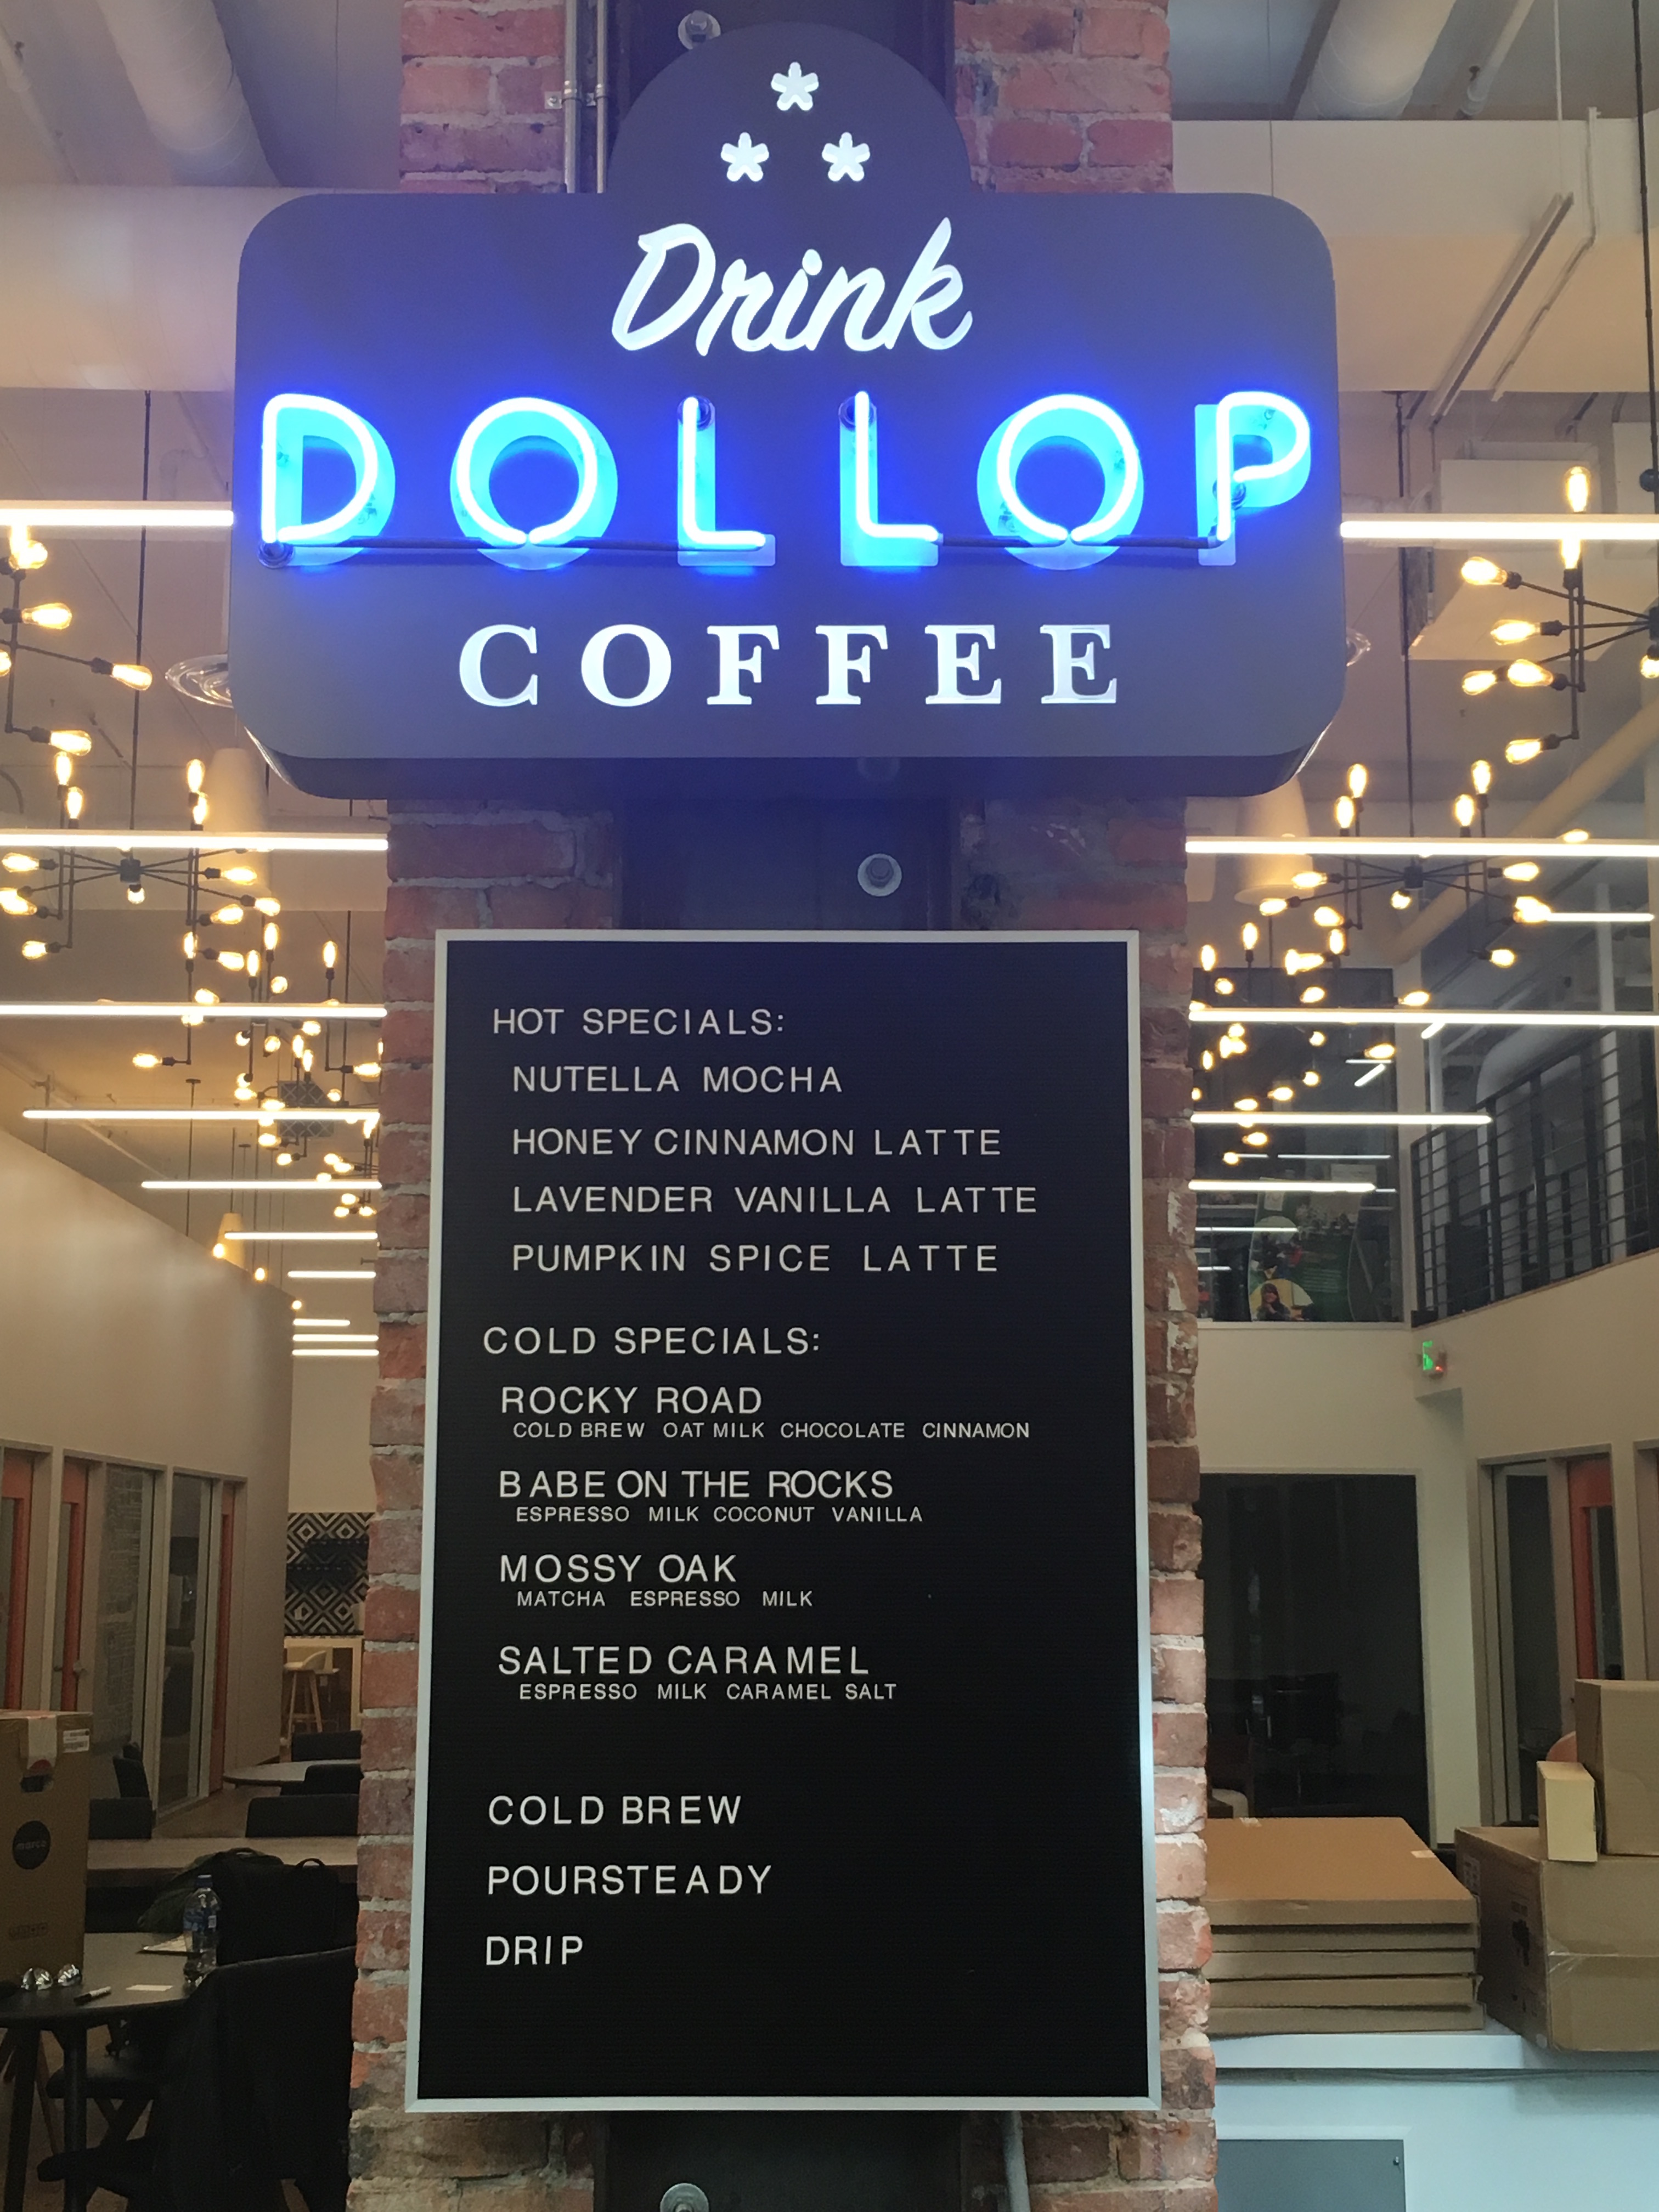 Drink
DOLLOP
COFFEE
HOT SPECIALS:
NUTELLA MOCHA
HONEY CINNAMON LATTE
LAVENDER VANILLA LATTE
PUMPKIN SPICE LATTE
COLD SPECIALS:
ROCKY ROAD
COLD BREW OAT MILK CHOCOLATE CINNAMON
BABE ON THE ROCKS
ESPRESSO MILK COCONUT VANILLA
MOSSY OAK
MATCHA ESPRESSO MILK
SALTED CARAMEL
ESPRESSO MILK CARAMEL SALT
COLD BREW
POURSTEADY
DRIP
marco